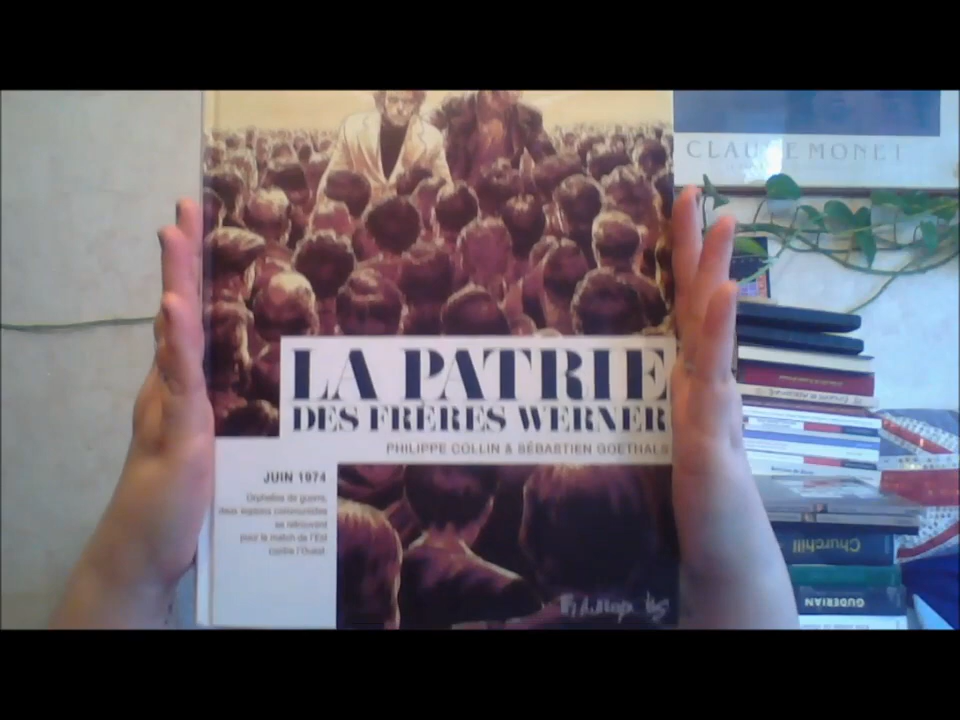 CLAUDE MONET
LA PATRIE
DES FRÈRES WERNER
PHILIPPE COLLIN & SÉBASTIEN GOETHALS
JUIN 1974
Orphelins de guerre,
deux espions communistes
se retrouvent
pour le match de l'Est
contre l'Ouest.
Churchill
GUDERIAN